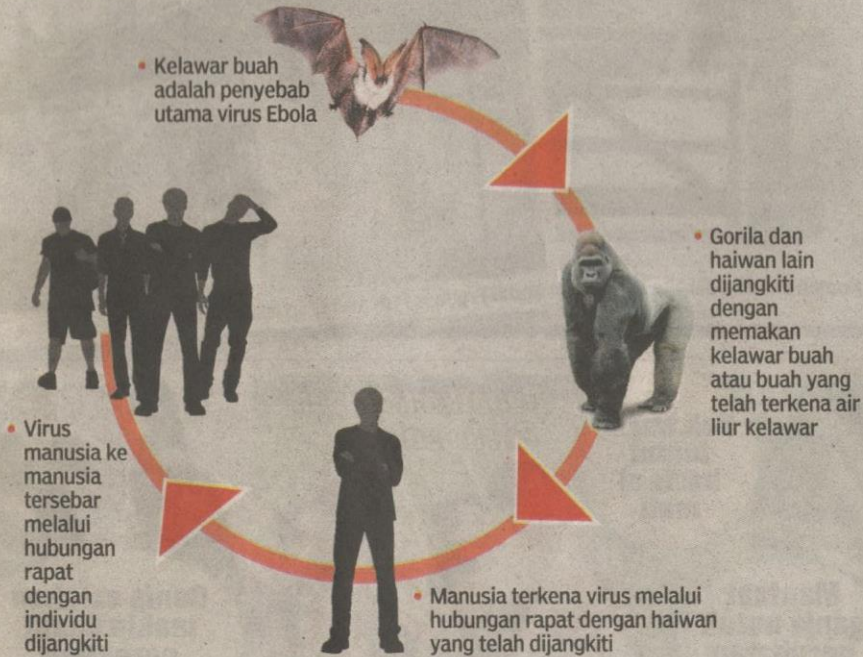 • Kelawar buah
adalah penyebab
utama virus Ebola
• Gorila dan
haiwan lain
dijangkiti
dengan
memakan
kelawar buah
atau buah yang
telah terkena air
liur kelawar
• Manusia terkena virus melalui
hubungan rapat dengan haiwan
yang telah dijangkiti
• Virus
manusia ke
manusia
tersebar
melalui
hubungan
rapat
dengan
individu
dijangkiti